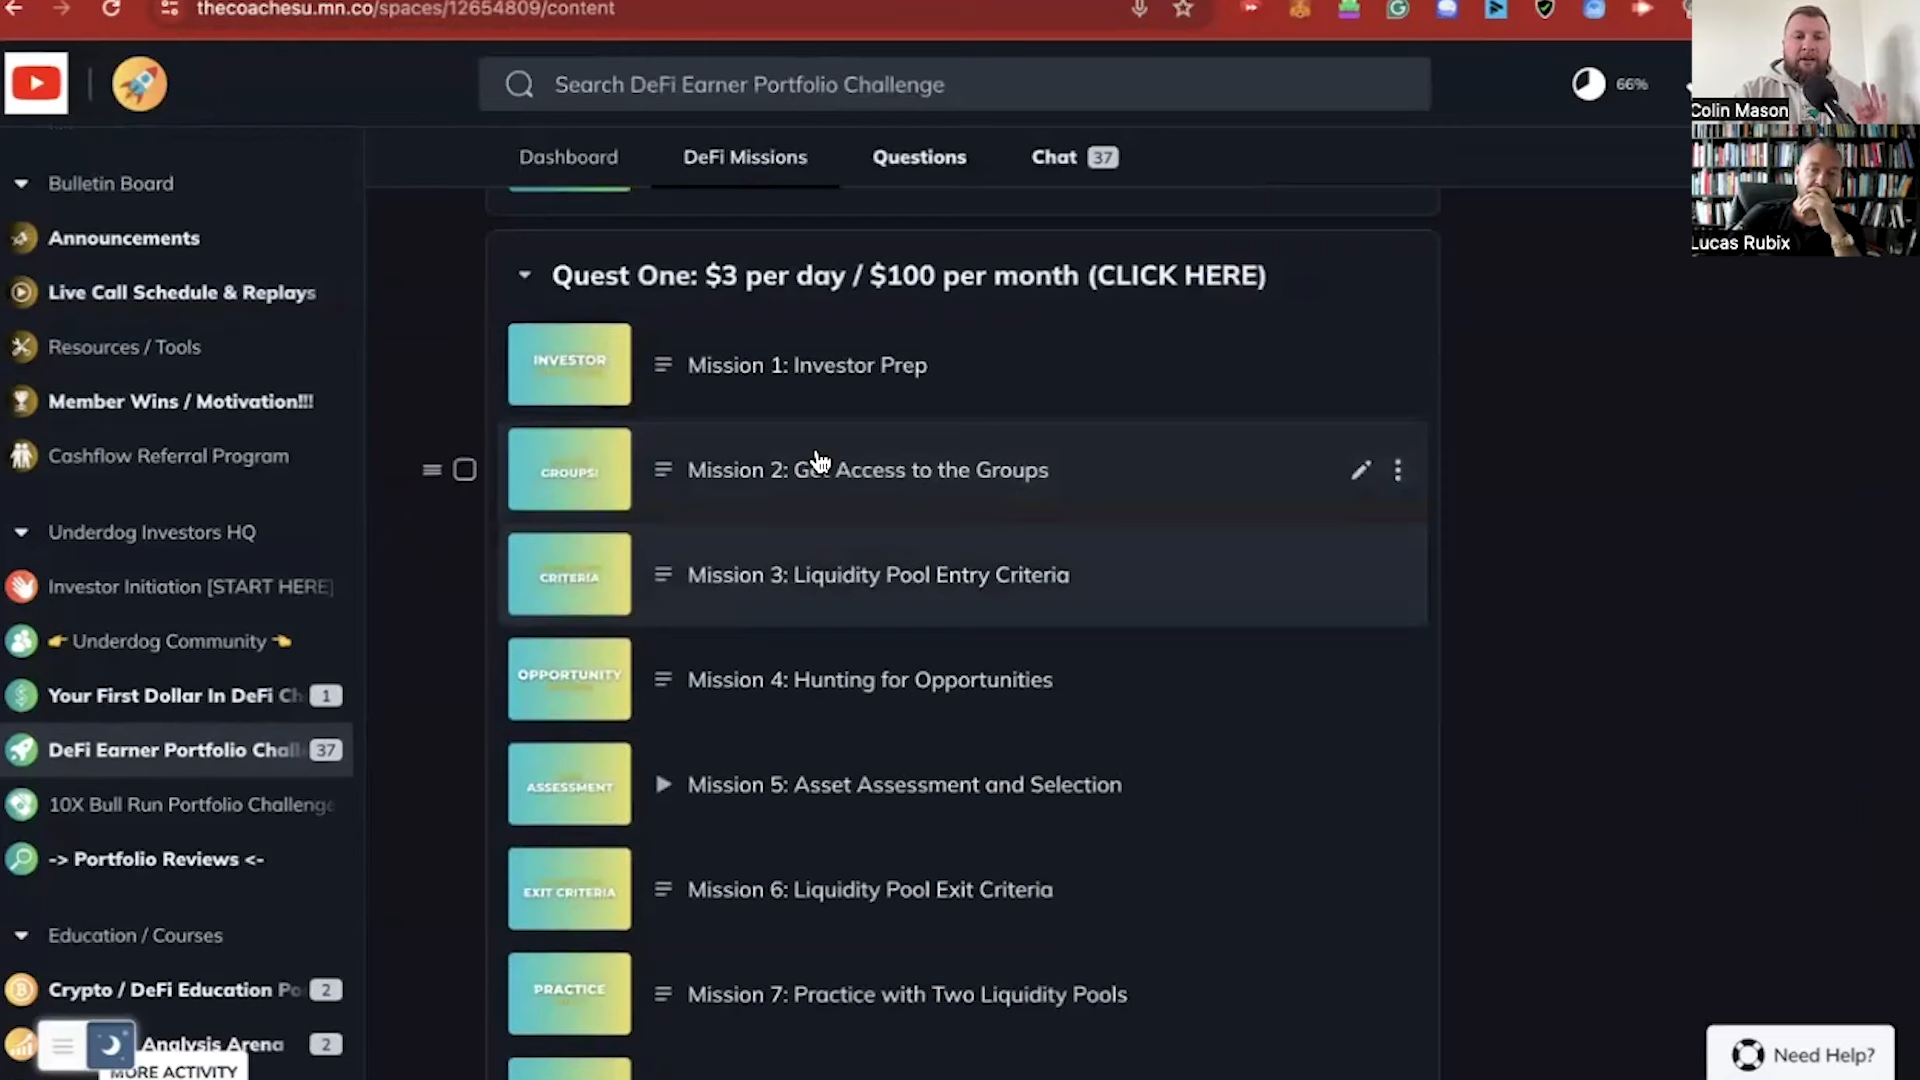 thecoachesu.mn.co/spaces/12654809/content
Search DeFi Earner Portfolio Challenge
66%
Colin Mason
Lucas Rubix
Dashboard
DeFi Missions
Questions
Chat 37
Bulletin Board
Announcements
Live Call Schedule & Replays
Resources / Tools
Member Wins / Motivation!!!
Cashflow Referral Program
Underdog Investors HQ
Investor Initiation [START HERE]
Underdog Community
Your First Dollar In DeFi Ch 1
DeFi Earner Portfolio Chall 37
10X Bull Run Portfolio Challenge
-> Portfolio Reviews <-
Education / Courses
Crypto / DeFi Education Po 2
Analysis Arena 2
MORE ACTIVITY
Quest One: $3 per day / $100 per month (CLICK HERE)
INVESTOR
Mission 1: Investor Prep
GROUPS!
Mission 2: Get Access to the Groups
CRITERIA
Mission 3: Liquidity Pool Entry Criteria
OPPORTUNITY
Mission 4: Hunting for Opportunities
ASSESSMENT
Mission 5: Asset Assessment and Selection
EXIT CRITERIA
Mission 6: Liquidity Pool Exit Criteria
PRACTICE
Mission 7: Practice with Two Liquidity Pools
Need Help?